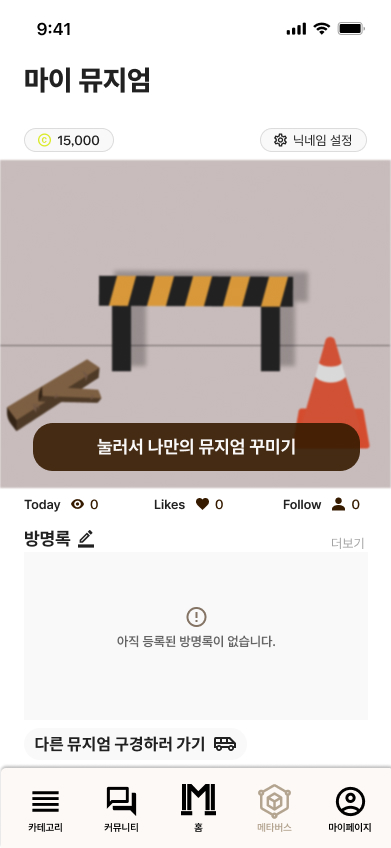 9:41
마이 뮤지엄
15,000
닉네임 설정
눌러서 나만의 뮤지엄 꾸미기
Today 0 Likes 0 Follow 0
방명록
더보기
아직 등록된 방명록이 없습니다.
다른 뮤지엄 구경하러 가기
카테고리 커뮤니티 홈 메타버스 마이페이지